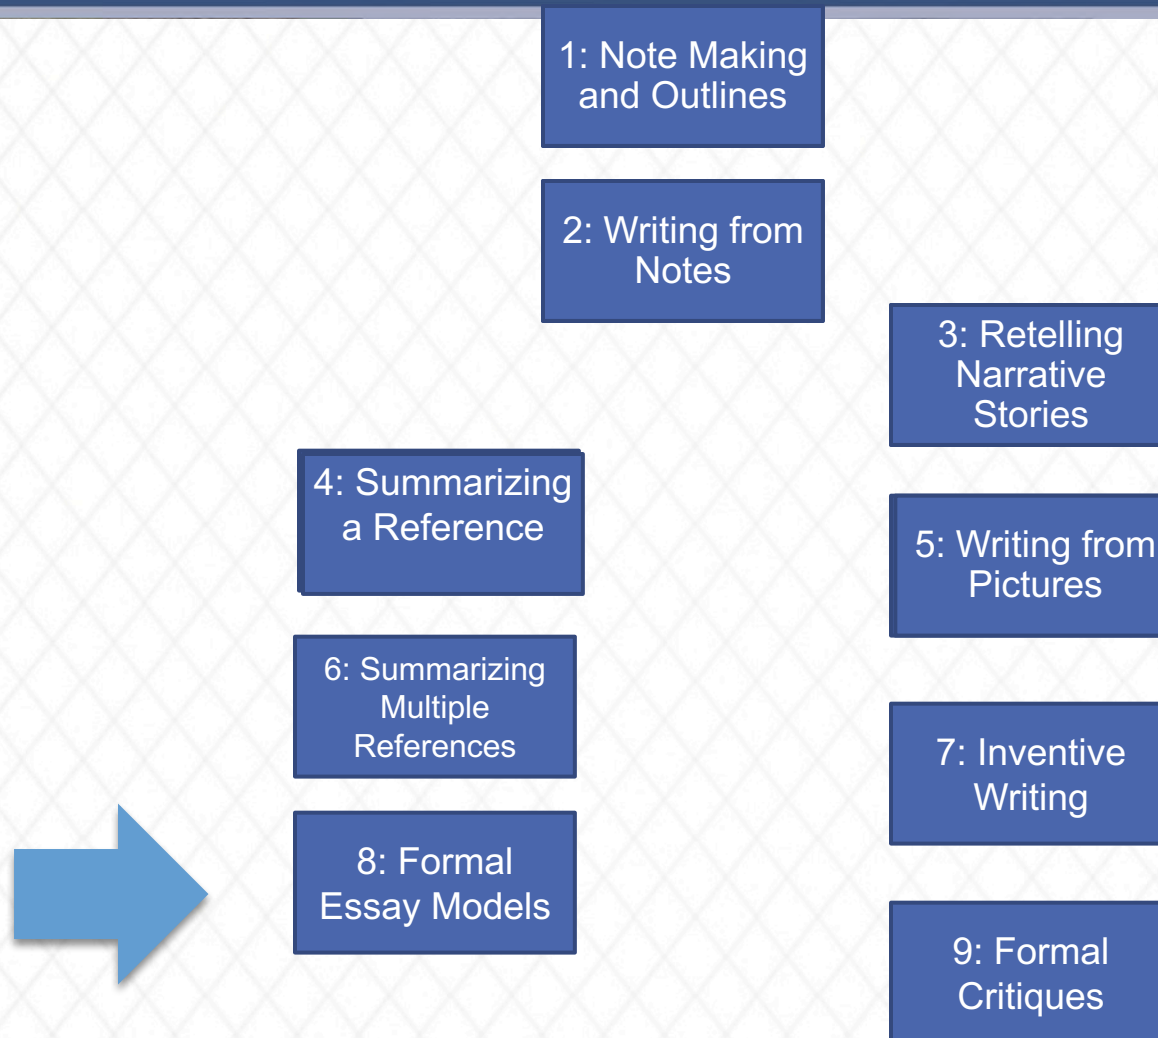 1: Note Making
and Outlines
2: Writing from
Notes
3: Retelling
Narrative
Stories
4: Summarizing
a Reference
5: Writing from
Pictures
6: Summarizing
Multiple
References
7: Inventive
Writing
8: Formal
Essay Models
9: Formal
Critiques